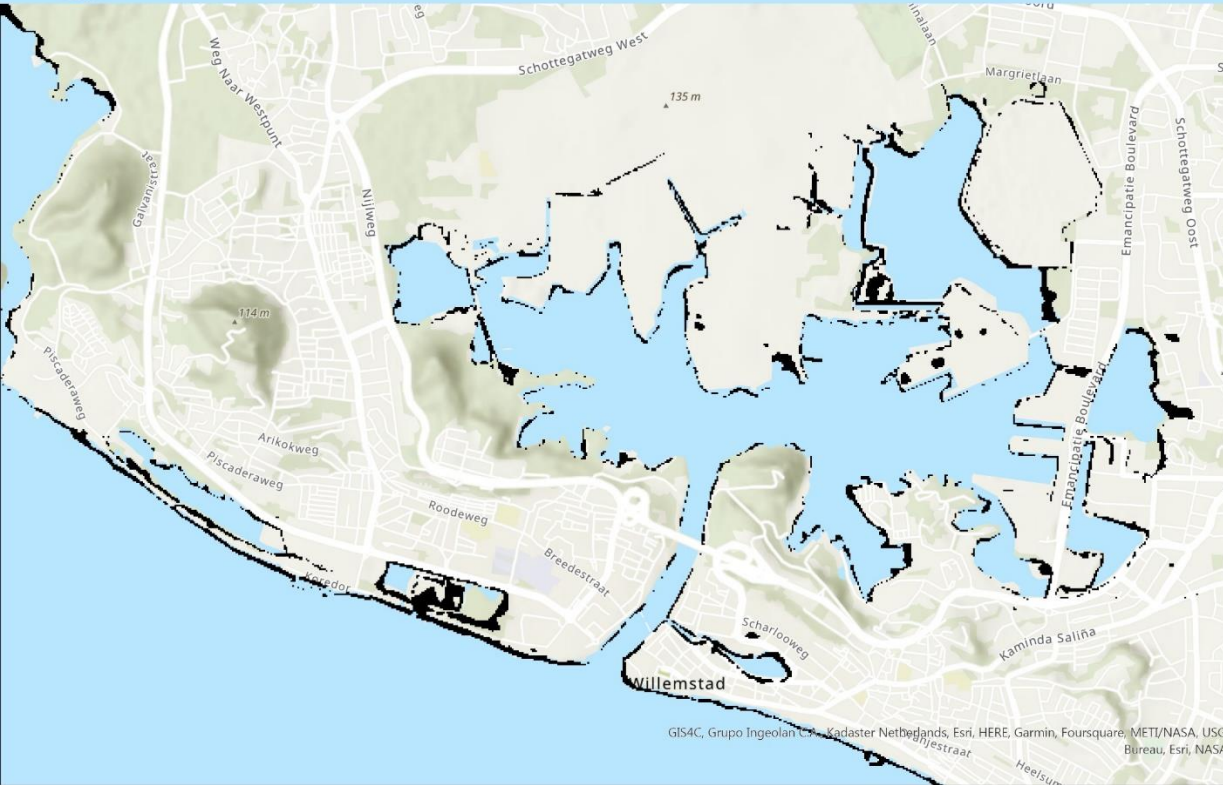 Schottegatweg West
Weg Naar Westpunt
135 m
Margrietlaan
Emancipatie Boulevard
Schottegatweg Oost
Galvanistraat
Nijlweg
114 m
Piscaderaweg
Arikokweg
Piscaderaweg
Emancipatie Boulevard
Roodeweg
Breedestraat
Koredor
Scharlooweg
Kaminda Saliña
Willemstad
GIS4C, Grupo Ingeolan C.A., Kadaster Netherlands, Esri, HERE, Garmin, Foursquare, METI/NASA, USG
Bureau, Esri, NASA